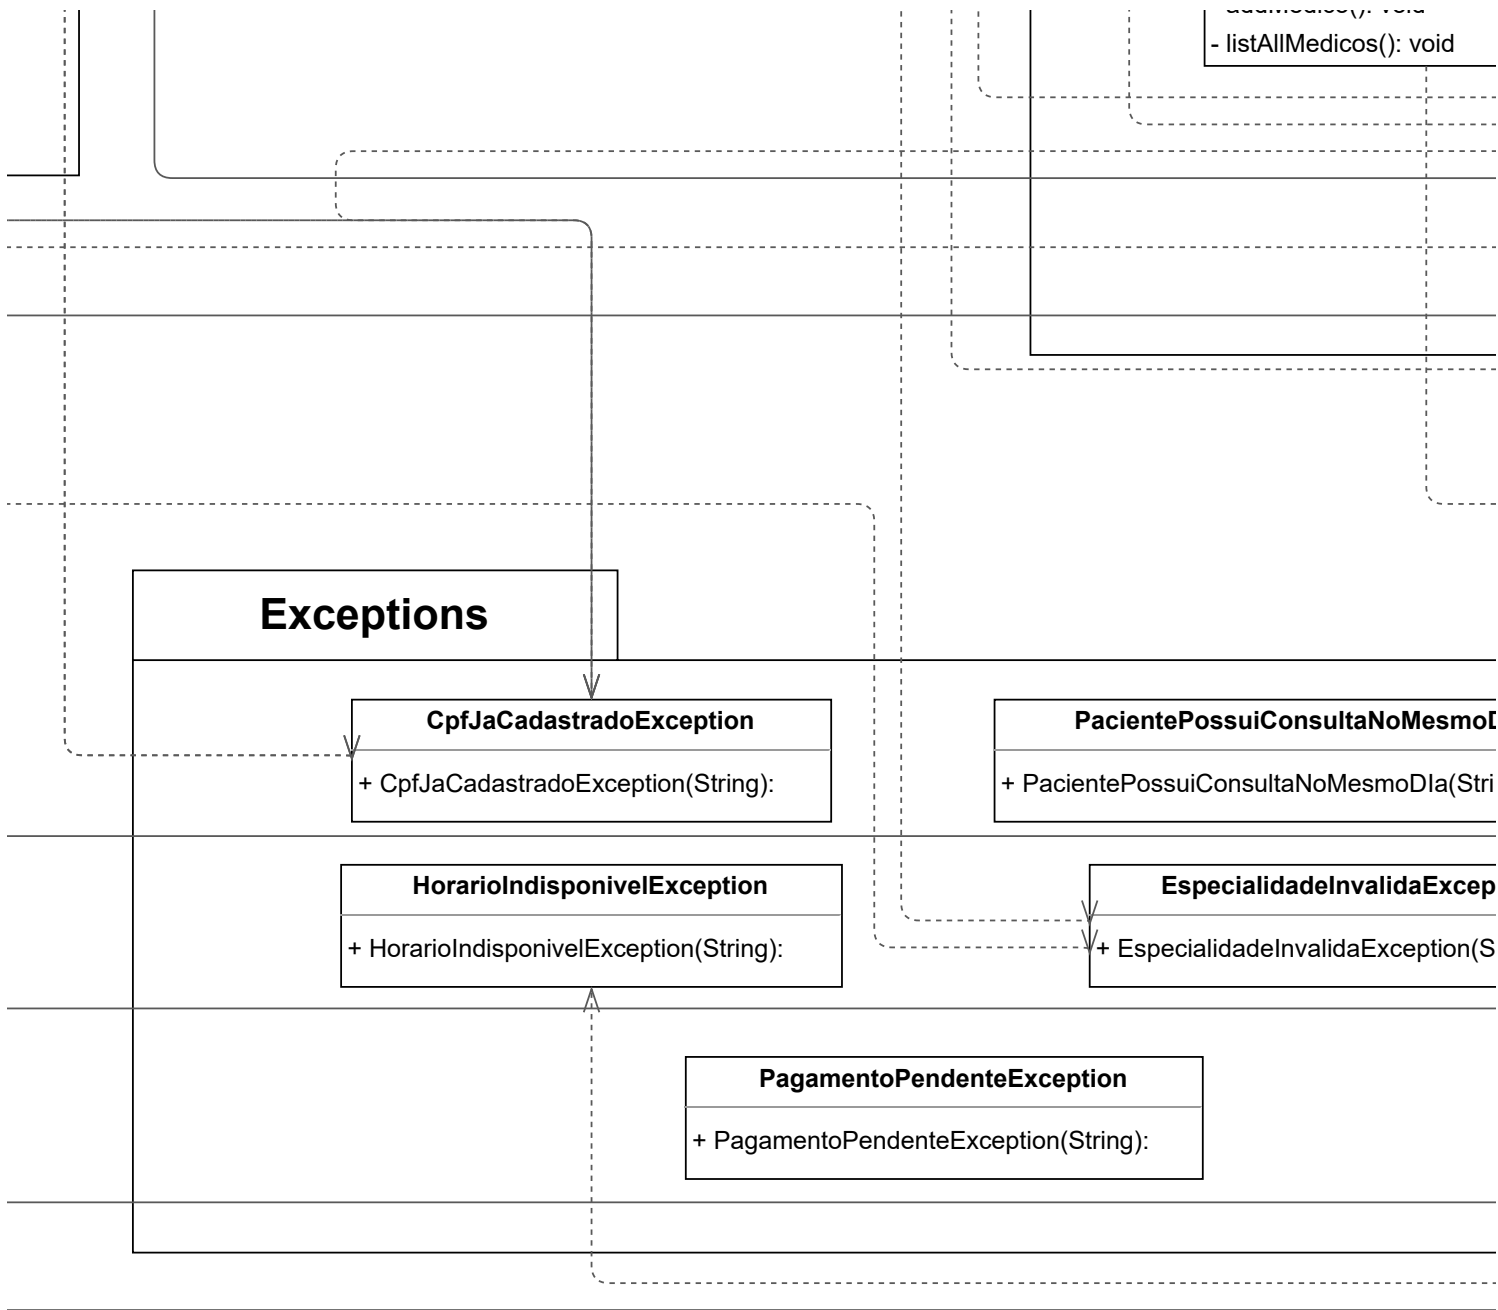 - listAllMedicos(): void
Exceptions
CpfJaCadastradoException
+ CpfJaCadastradoException(String):
PacientePossuiConsultaNoMesmoD
+ PacientePossuiConsultaNoMesmoDIa(Stri
HorarioIndisponivelException
+ HorarioIndisponivelException(String):
EspecialidadeInvalidaExcep
+ EspecialidadeInvalidaException(S
PagamentoPendenteException
+ PagamentoPendenteException(String):